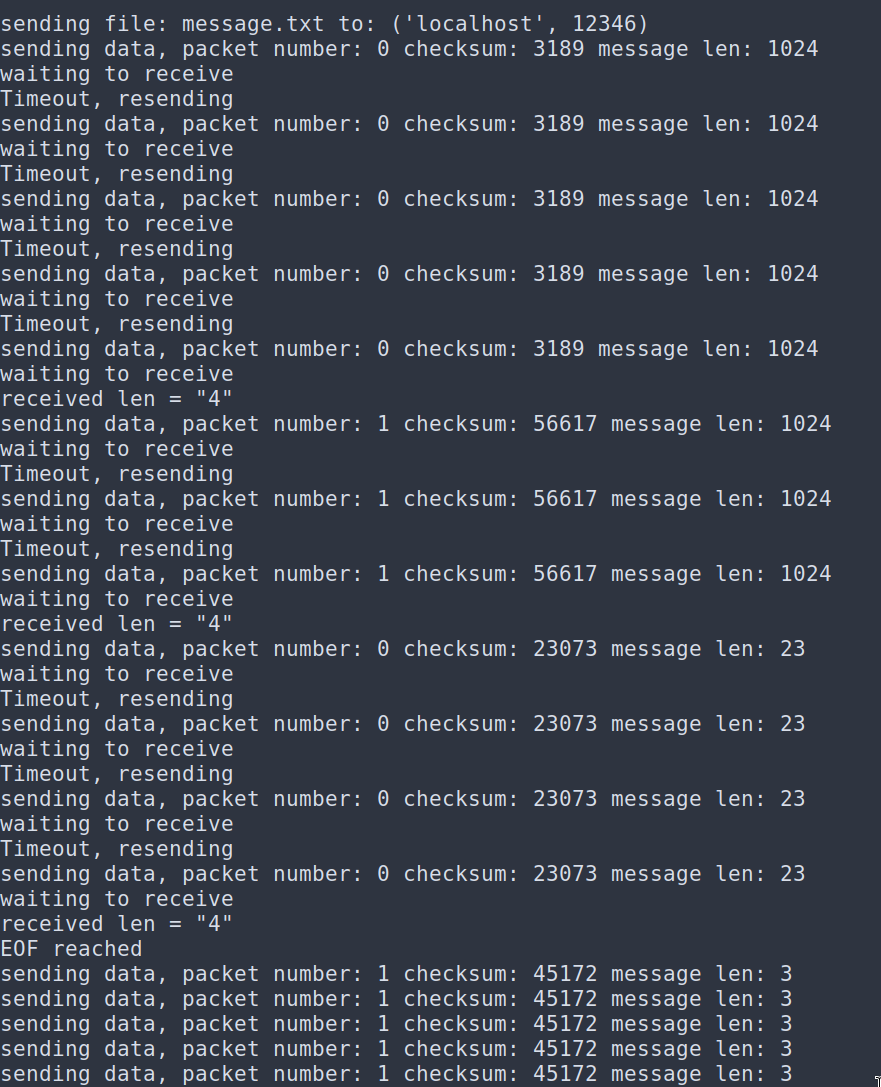 sending file: message.txt to: ('localhost', 12346)
sending data, packet number: 0 checksum: 3189 message len: 1024
waiting to receive
Timeout, resending
sending data, packet number: 0 checksum: 3189 message len: 1024
waiting to receive
Timeout, resending
sending data, packet number: 0 checksum: 3189 message len: 1024
waiting to receive
Timeout, resending
sending data, packet number: 0 checksum: 3189 message len: 1024
waiting to receive
Timeout, resending
sending data, packet number: 0 checksum: 3189 message len: 1024
waiting to receive
received len = "4"
sending data, packet number: 1 checksum: 56617 message len: 1024
waiting to receive
Timeout, resending
sending data, packet number: 1 checksum: 56617 message len: 1024
waiting to receive
Timeout, resending
sending data, packet number: 1 checksum: 56617 message len: 1024
waiting to receive
received len = "4"
sending data, packet number: 0 checksum: 23073 message len: 23
waiting to receive
Timeout, resending
sending data, packet number: 0 checksum: 23073 message len: 23
waiting to receive
Timeout, resending
sending data, packet number: 0 checksum: 23073 message len: 23
waiting to receive
Timeout, resending
sending data, packet number: 0 checksum: 23073 message len: 23
waiting to receive
received len = "4"
EOF reached
sending data, packet number: 1 checksum: 45172 message len: 3
sending data, packet number: 1 checksum: 45172 message len: 3
sending data, packet number: 1 checksum: 45172 message len: 3
sending data, packet number: 1 checksum: 45172 message len: 3
sending data, packet number: 1 checksum: 45172 message len: 3